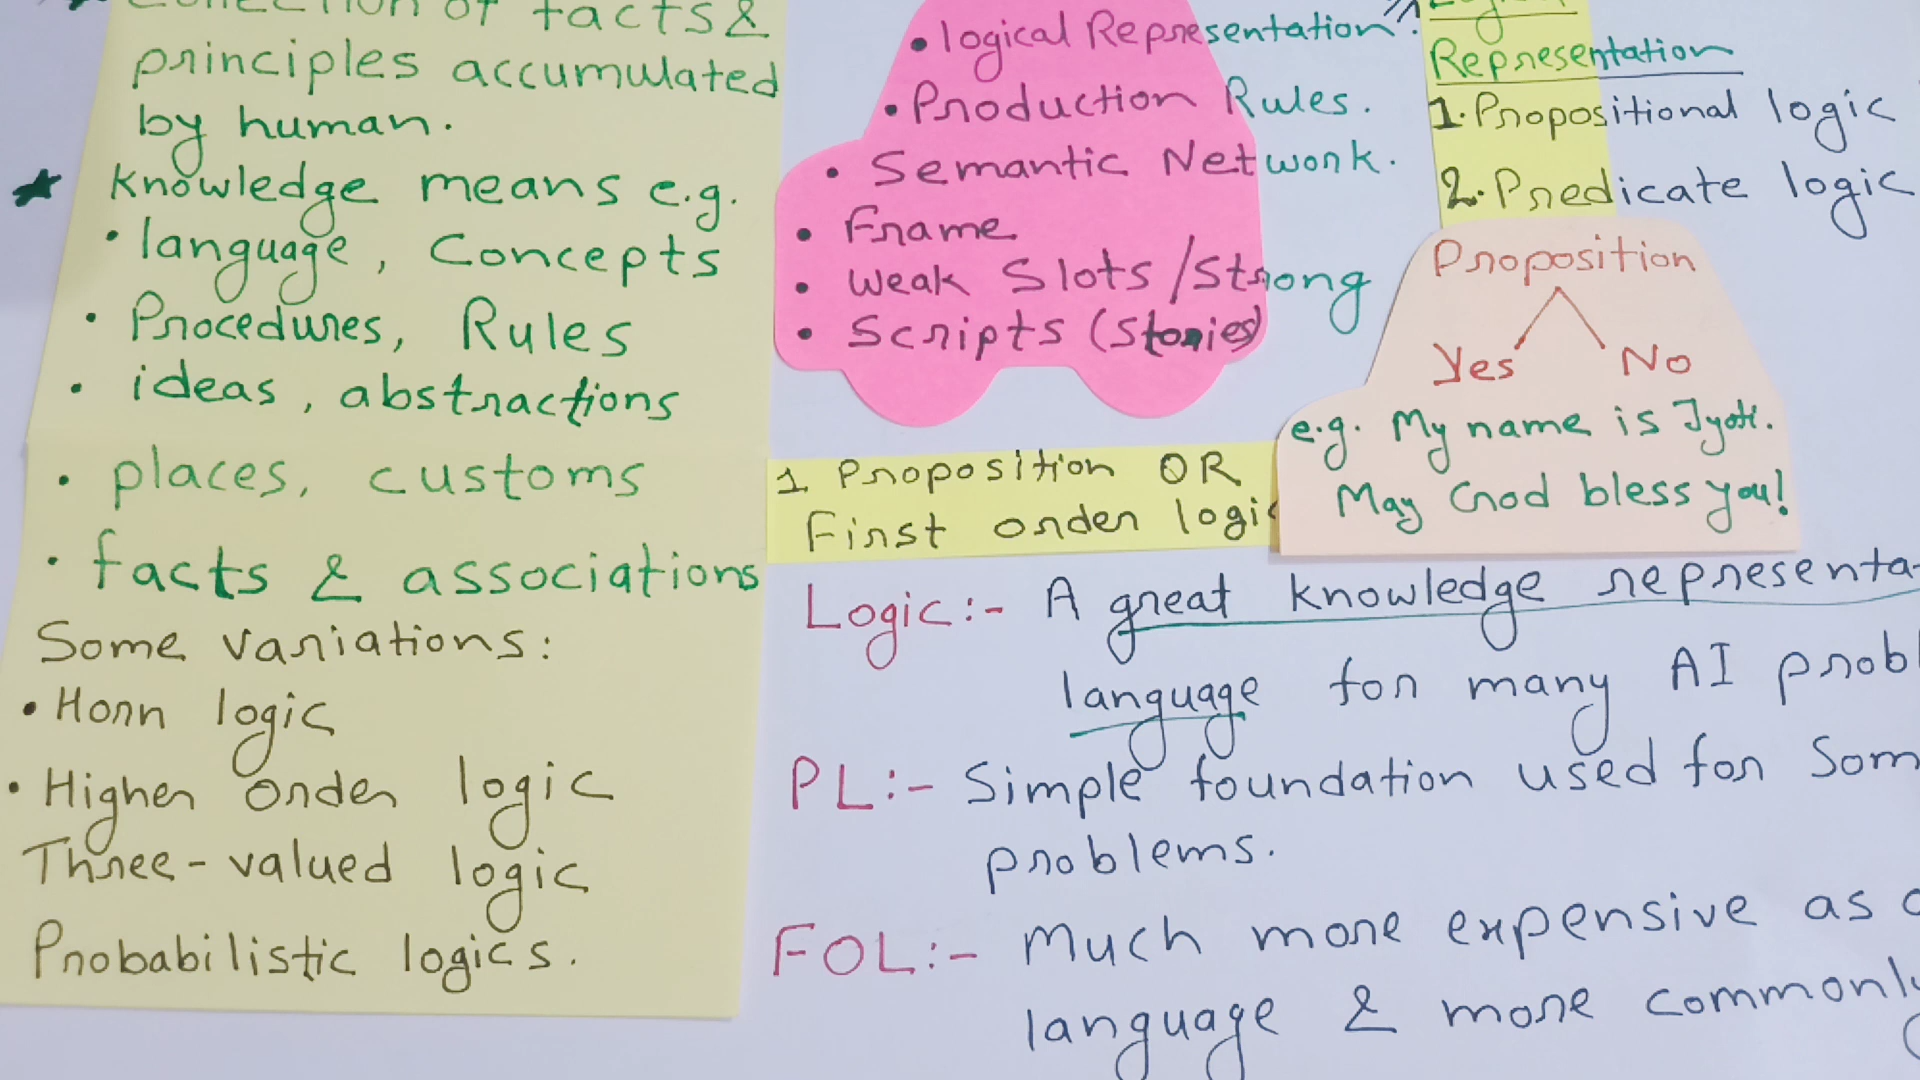 Collection of facts &
principles accumulated
by human.
★ knowledge means e.g.
• language, Concepts
• Procedures, Rules
• ideas, abstractions
• places, customs
• facts & associations
Some variations:
• Horn logic
• Higher Order logic
Three-valued logic
Probabilistic logics.
• logical Representation.
• Production Rules.
• Semantic Network.
• Frame
• Weak Slots/Strong
• Scripts (Stories)
Representation
1. Propositional logic
2. Predicate logic
Proposition
Yes No
e.g. My name is Jyoti.
May God bless you!
1 Proposition OR
First order logic
Logic:- A great knowledge representa-
language for many AI prob
PL:- Simple foundation used for Som
problems.
FOL:- Much more expensive as a
language & more commonly